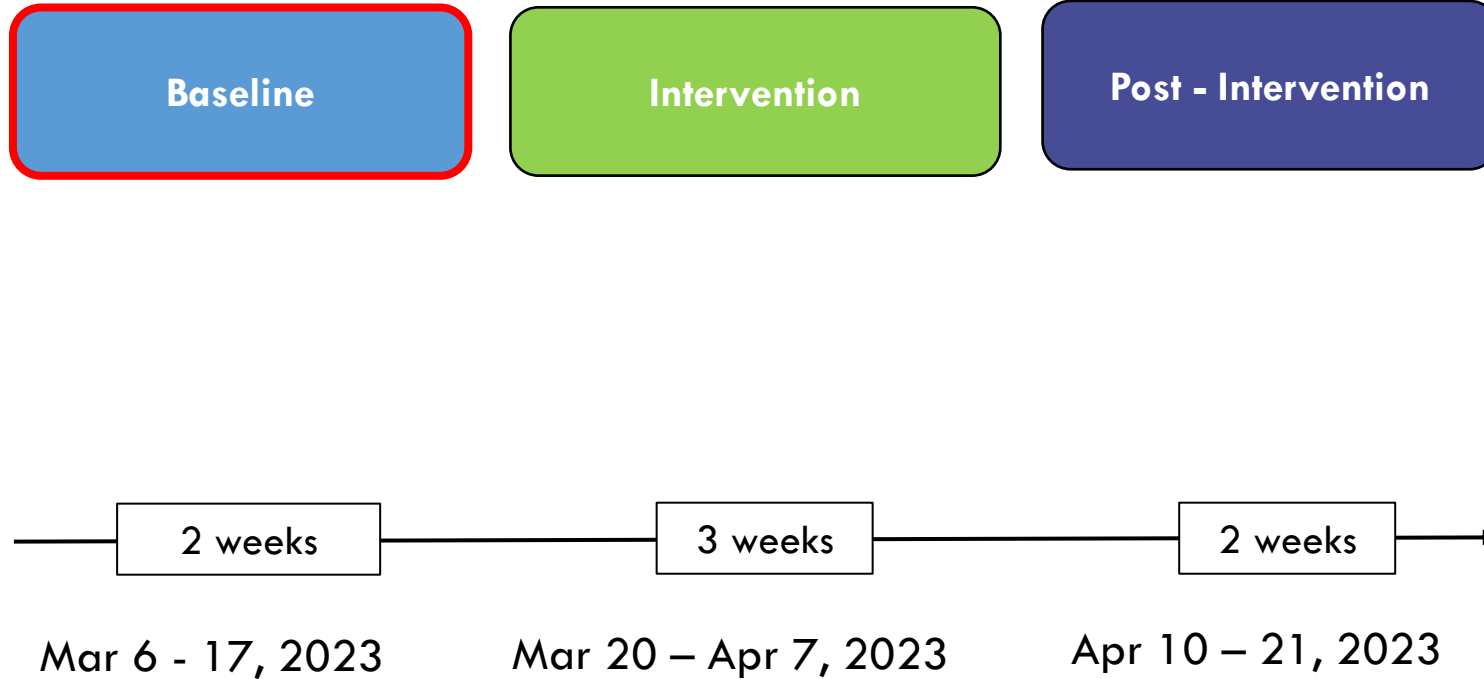 Baseline
Intervention
Post - Intervention
2 weeks
3 weeks
2 weeks
Mar 6 - 17, 2023
Mar 20 – Apr 7, 2023
Apr 10 – 21, 2023